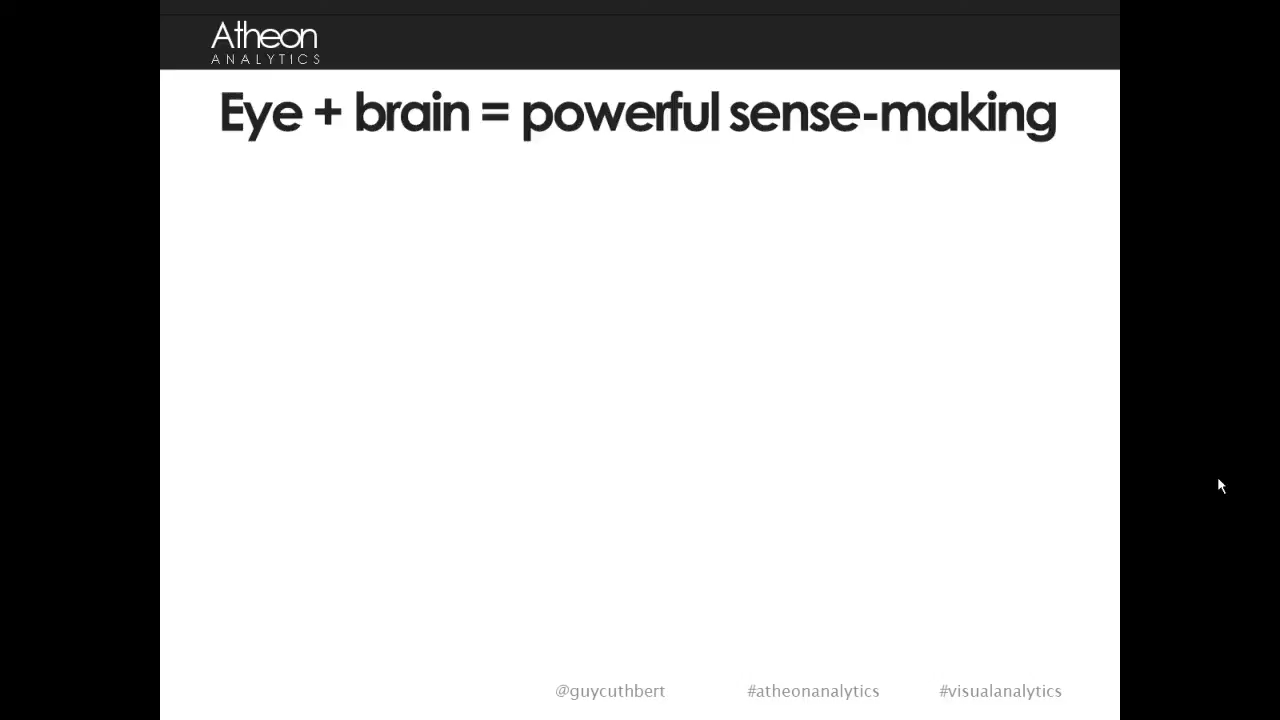 Atheon
ANALYTICS
Eye + brain = powerful sense-making
@guycuthbert #atheonanalytics #visualanalytics